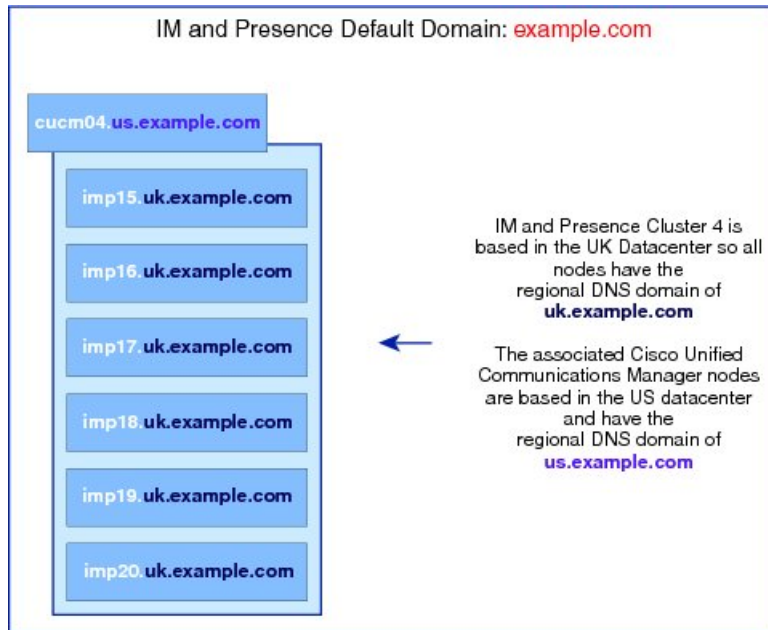 IM and Presence Default Domain: example.com
cucm04.us.example.com
imp15.uk.example.com
imp16.uk.example.com
imp17.uk.example.com
imp18.uk.example.com
imp19.uk.example.com
imp20.uk.example.com
IM and Presence Cluster 4 is
based in the UK Datacenter so all
nodes have the
regional DNS domain of
uk.example.com
The associated Cisco Unified
Communications Manager nodes
are based in the US datacenter
and have the
regional DNS domain of
us.example.com